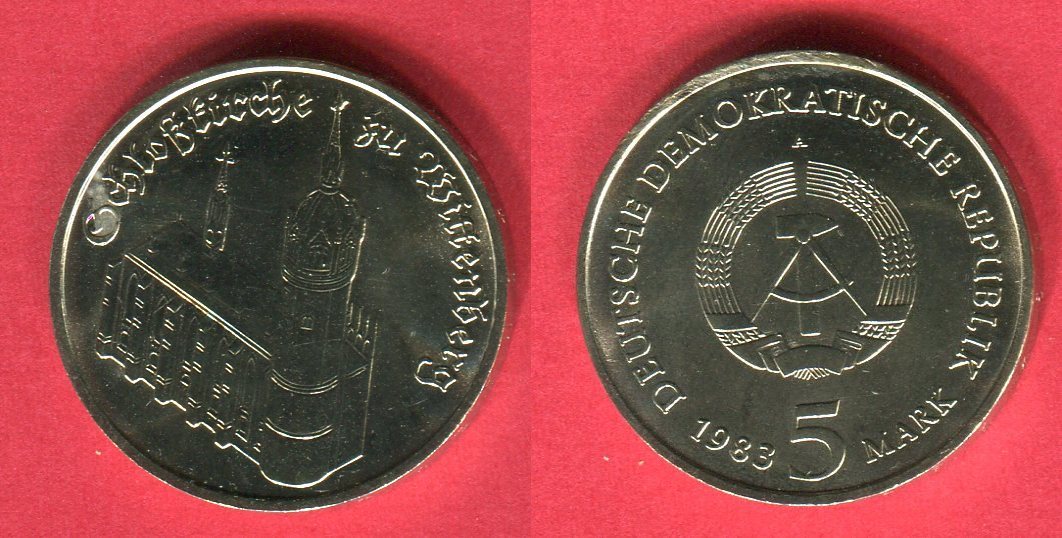 Schloßkirche zu Wittenberg
DEUTSCHE DEMOKRATISCHE REPUBLIK
A
1983 5 MARK